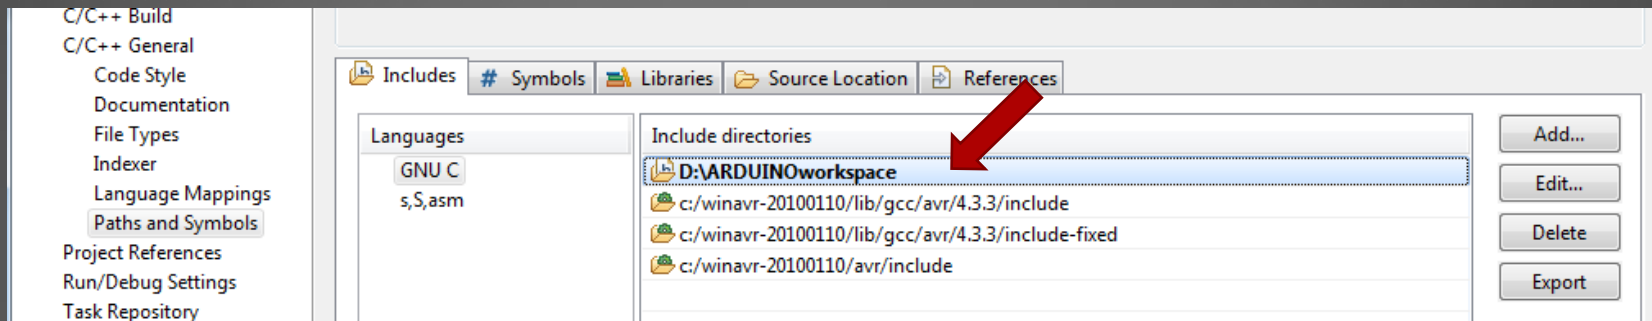 C/C++ Build
C/C++ General
Code Style
Documentation
File Types
Indexer
Language Mappings
Paths and Symbols
Project References
Run/Debug Settings
Task Repository
Includes # Symbols Libraries Source Location References
Languages
GNU C
s,S,asm
Include directories
D:\ARDUINOworkspace
c:/winavr-20100110/lib/gcc/avr/4.3.3/include
c:/winavr-20100110/lib/gcc/avr/4.3.3/include-fixed
c:/winavr-20100110/avr/include
Add...
Edit...
Delete
Export